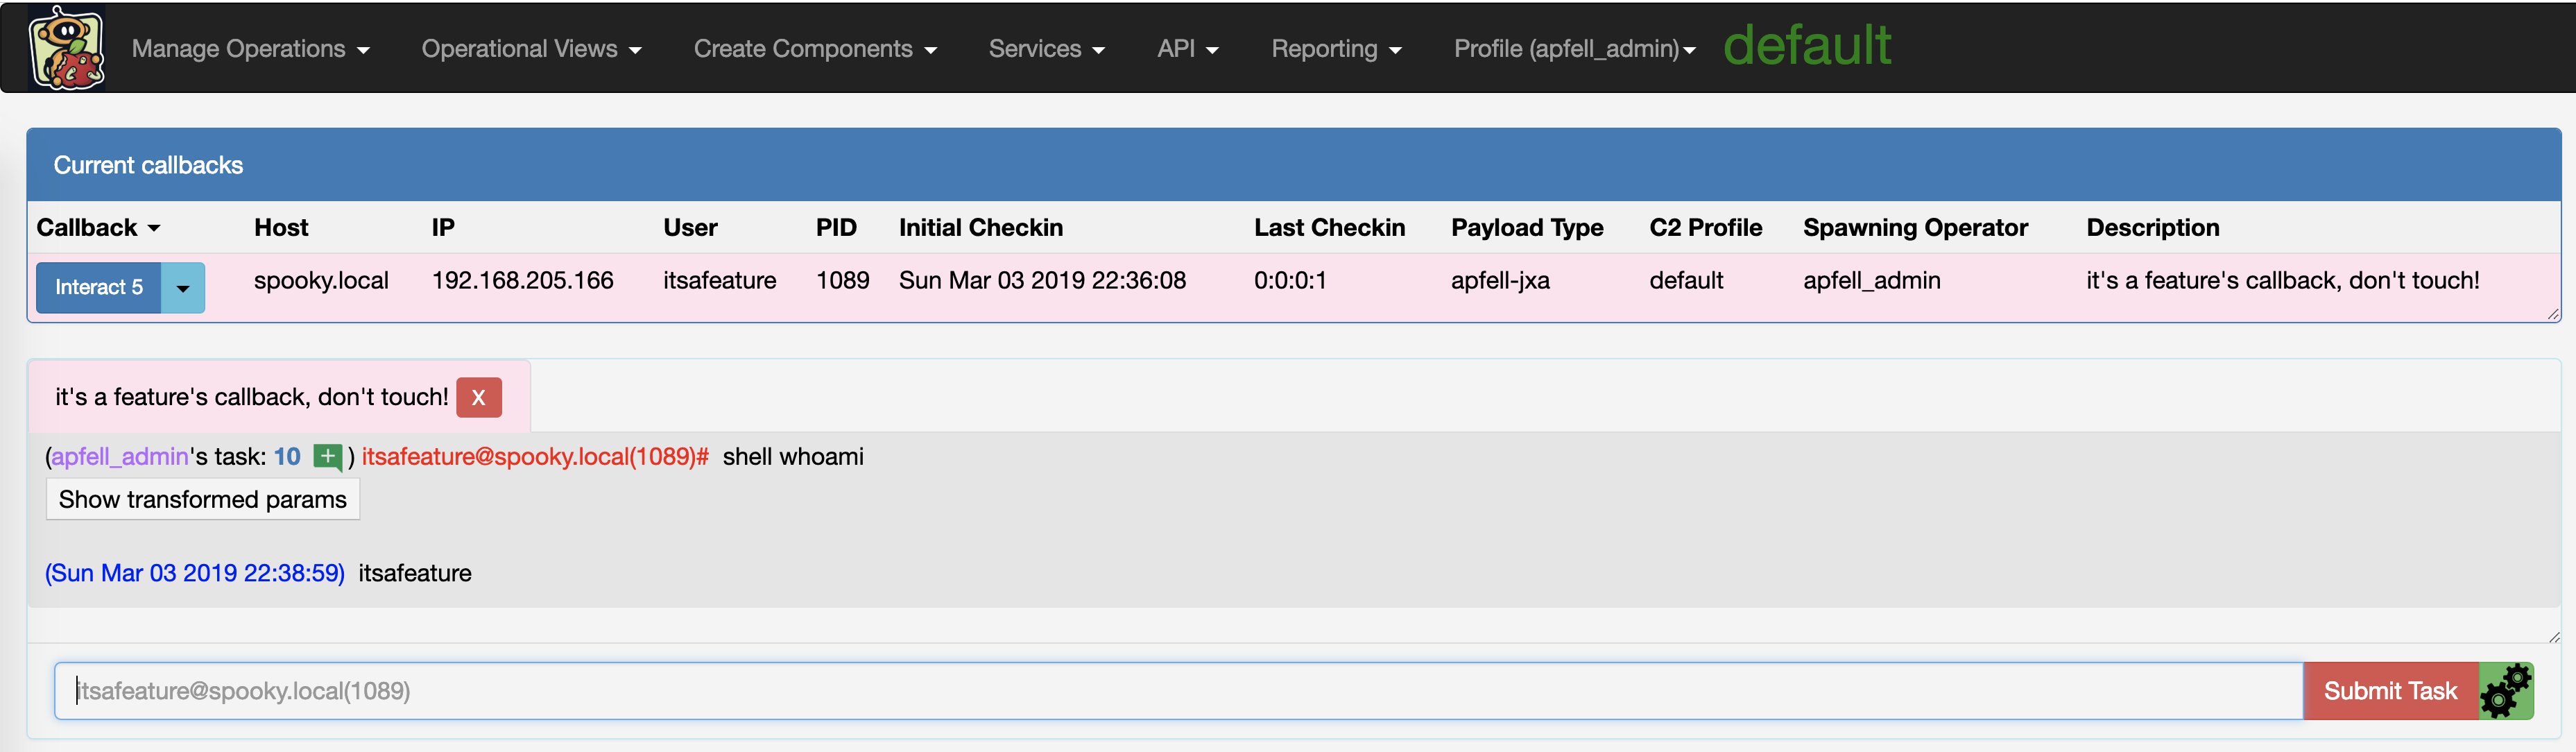 Manage Operations Operational Views Create Components Services API Reporting Profile (apfell_admin) default
Current callbacks
Callback Host IP User PID Initial Checkin Last Checkin Payload Type C2 Profile Spawning Operator Description
Interact 5 spooky.local 192.168.205.166 itsafeature 1089 Sun Mar 03 2019 22:36:08 0:0:0:1 apfell-jxa default apfell_admin it's a feature's callback, don't touch!
it's a feature's callback, don't touch! X
(apfell_admin's task: 10 + ) itsafeature@spooky.local(1089)# shell whoami
Show transformed params
(Sun Mar 03 2019 22:38:59) itsafeature
itsafeature@spooky.local(1089) Submit Task